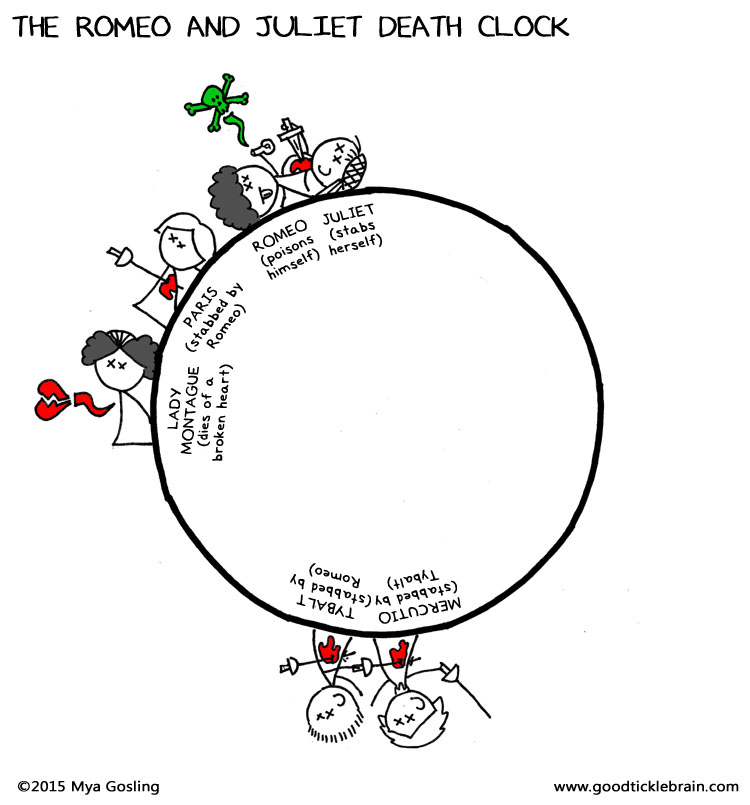 THE ROMEO AND JULIET DEATH CLOCK
JULIET
(stabs
herself)
ROMEO
(poisons
himself)
PARIS
(stabbed by
Romeo)
LADY
MONTAGUE
(dies of a
broken heart)
TYBALT
(stabbed by
Romeo)
MERCUTIO
(stabbed by
Tybalt)
©2015 Mya Gosling
www.goodticklebrain.com